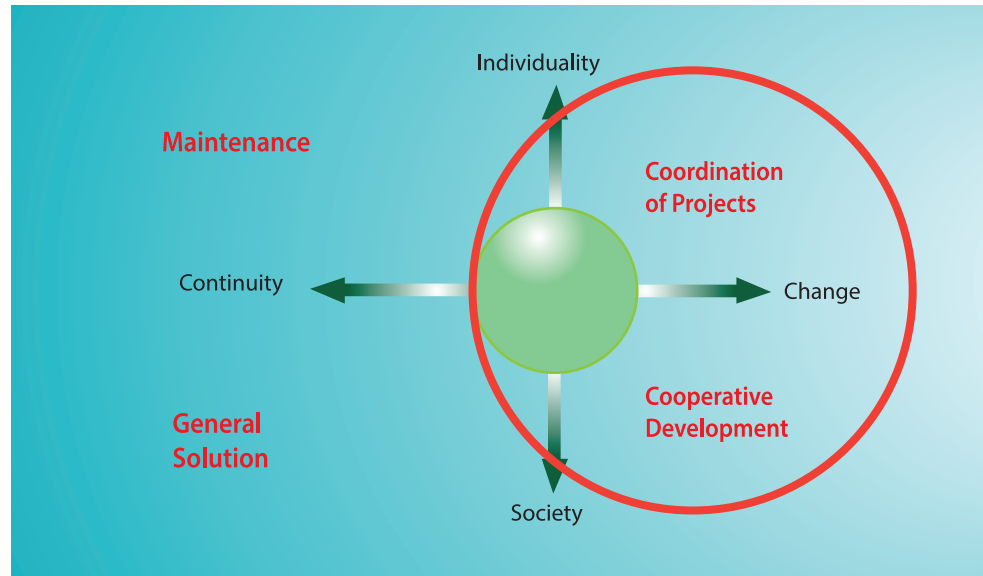 Individuality
Maintenance
Coordination
of Projects
Continuity
Change
Cooperative
Development
General
Solution
Society